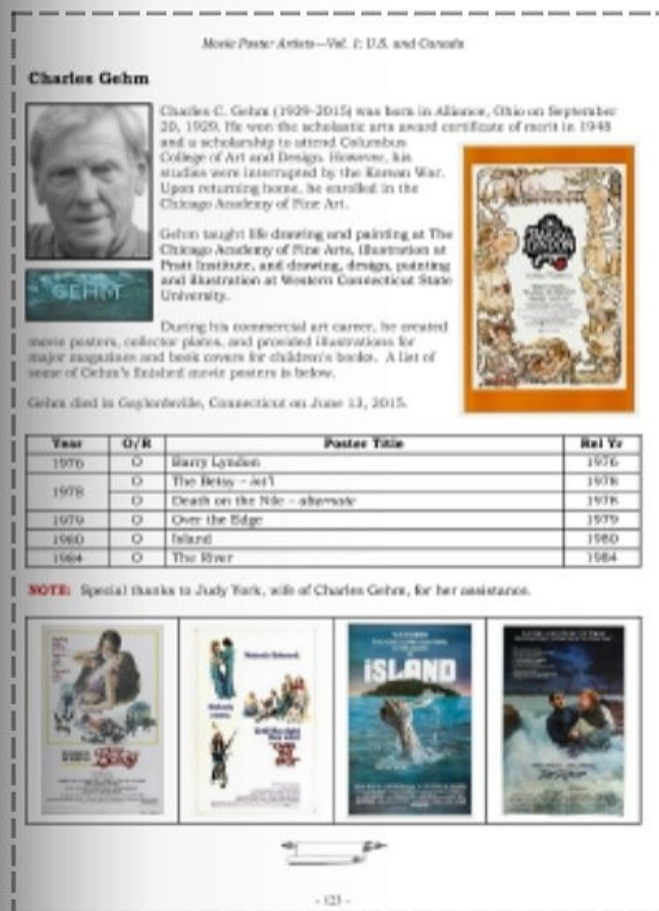 Movie Poster Artists—Vol. 1: U.S. and Canada
Charles Gehm
Charles C. Gehm (1929-2015) was born in Alliance, Ohio on September
20, 1929. He won the scholastic arts award certificate of merit in 1948
and a scholarship to attend Columbus
College of Art and Design. However, his
studies were interrupted by the Korean War.
Upon returning home, he enrolled in the
Chicago Academy of Fine Art.
Gehm taught life drawing and painting at The
Chicago Academy of Fine Arts, illustration at
Pratt Institute, and drawing, design, painting
and illustration at Western Connecticut State
University.
GEHM
During his commercial art career, he created
movie posters, collector plates, and provided illustrations for
major magazines and book covers for children's books. A list of
some of Gehm's finished movie posters is below.
Gehm died in Gaylordsville, Connecticut on June 13, 2015.
BARRY
LYNDON
Year O/R Poster Title Rel Yr
1976 O Barry Lyndon 1976
1978 O The Betsy – int'l 1978
O Death on the Nile – alternate 1978
1979 O Over the Edge 1979
1980 O Island 1980
1984 O The River 1984
NOTE: Special thanks to Judy York, wife of Charles Gehm, for her assistance.
Betsy
ISLAND
- 123 -